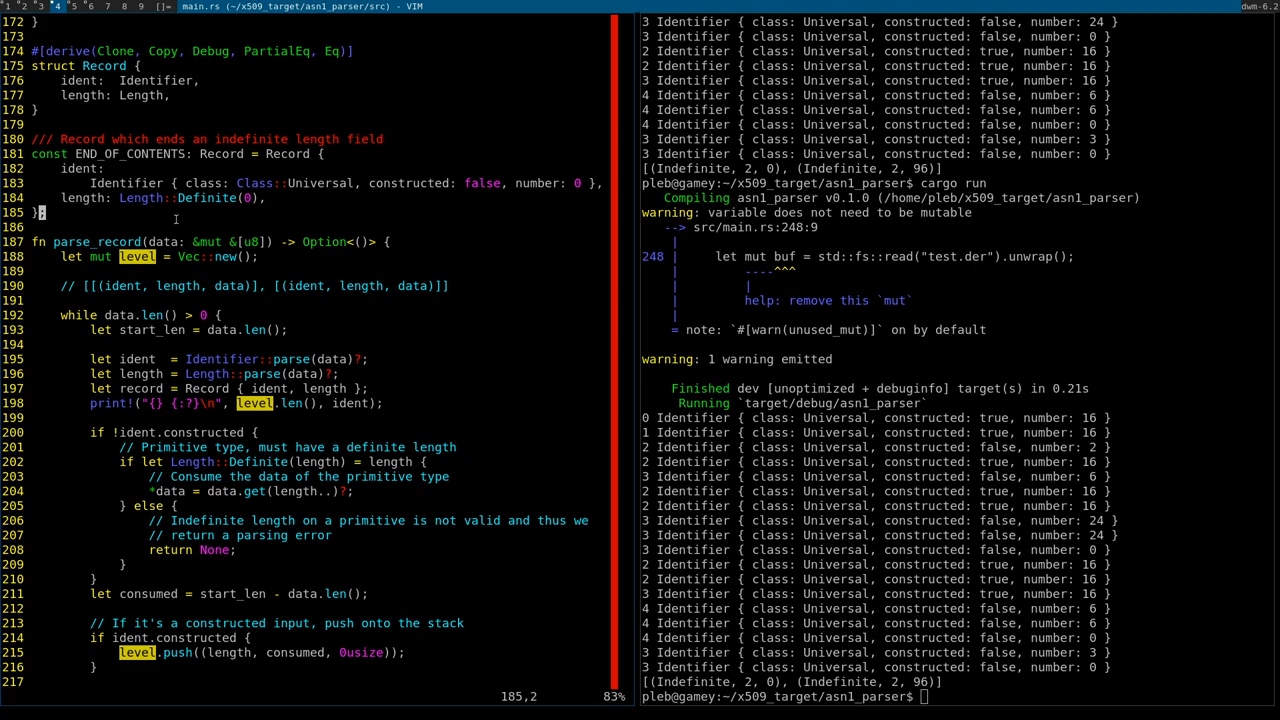 1 2 3 4 5 6 7 8 9 []= main.rs (~/x509_target/asn1_parser/src) - VIM dwm-6.2
172 }
173
174 #[derive(Clone, Copy, Debug, PartialEq, Eq)]
175 struct Record {
176     ident:  Identifier,
177     length: Length,
178 }
179
180 /// Record which ends an indefinite length field
181 const END_OF_CONTENTS: Record = Record {
182     ident:
183         Identifier { class: Class::Universal, constructed: false, number: 0 },
184     length: Length::Definite(0),
185 };
186
187 fn parse_record(data: &mut &[u8]) -> Option<()> {
188     let mut level = Vec::new();
189
190     // [[(ident, length, data)], [(ident, length, data)]]
191
192     while data.len() > 0 {
193         let start_len = data.len();
194
195         let ident  = Identifier::parse(data)?;
196         let length = Length::parse(data)?;
197         let record = Record { ident, length };
198         print!("{} {:?}\n", level.len(), ident);
199
200         if !ident.constructed {
201             // Primitive type, must have a definite length
202             if let Length::Definite(length) = length {
203                 // Consume the data of the primitive type
204                 *data = data.get(length..)?;
205             } else {
206                 // Indefinite length on a primitive is not valid and thus we
207                 // return a parsing error
208                 return None;
209             }
210         }
211         let consumed = start_len - data.len();
212
213         // If it's a constructed input, push onto the stack
214         if ident.constructed {
215             level.push((length, consumed, 0usize));
216         }
217
185,2 83%
3 Identifier { class: Universal, constructed: false, number: 24 }
3 Identifier { class: Universal, constructed: false, number: 0 }
2 Identifier { class: Universal, constructed: true, number: 16 }
2 Identifier { class: Universal, constructed: true, number: 16 }
3 Identifier { class: Universal, constructed: true, number: 16 }
4 Identifier { class: Universal, constructed: false, number: 6 }
4 Identifier { class: Universal, constructed: false, number: 6 }
4 Identifier { class: Universal, constructed: false, number: 0 }
3 Identifier { class: Universal, constructed: false, number: 3 }
3 Identifier { class: Universal, constructed: false, number: 0 }
[(Indefinite, 2, 0), (Indefinite, 2, 96)]
pleb@gamey:~/x509_target/asn1_parser$ cargo run
   Compiling asn1_parser v0.1.0 (/home/pleb/x509_target/asn1_parser)
warning: variable does not need to be mutable
   --> src/main.rs:248:9
    |
248 |     let mut buf = std::fs::read("test.der").unwrap();
    |         ----^^^
    |         |
    |         help: remove this `mut`
    |
    = note: `#[warn(unused_mut)]` on by default
warning: 1 warning emitted
    Finished dev [unoptimized + debuginfo] target(s) in 0.21s
     Running `target/debug/asn1_parser`
0 Identifier { class: Universal, constructed: true, number: 16 }
1 Identifier { class: Universal, constructed: true, number: 16 }
2 Identifier { class: Universal, constructed: false, number: 2 }
2 Identifier { class: Universal, constructed: true, number: 16 }
3 Identifier { class: Universal, constructed: false, number: 6 }
2 Identifier { class: Universal, constructed: true, number: 16 }
2 Identifier { class: Universal, constructed: true, number: 16 }
3 Identifier { class: Universal, constructed: false, number: 24 }
3 Identifier { class: Universal, constructed: false, number: 24 }
3 Identifier { class: Universal, constructed: false, number: 0 }
2 Identifier { class: Universal, constructed: true, number: 16 }
2 Identifier { class: Universal, constructed: true, number: 16 }
3 Identifier { class: Universal, constructed: true, number: 16 }
4 Identifier { class: Universal, constructed: false, number: 6 }
4 Identifier { class: Universal, constructed: false, number: 6 }
4 Identifier { class: Universal, constructed: false, number: 0 }
3 Identifier { class: Universal, constructed: false, number: 3 }
3 Identifier { class: Universal, constructed: false, number: 0 }
[(Indefinite, 2, 0), (Indefinite, 2, 96)]
pleb@gamey:~/x509_target/asn1_parser$